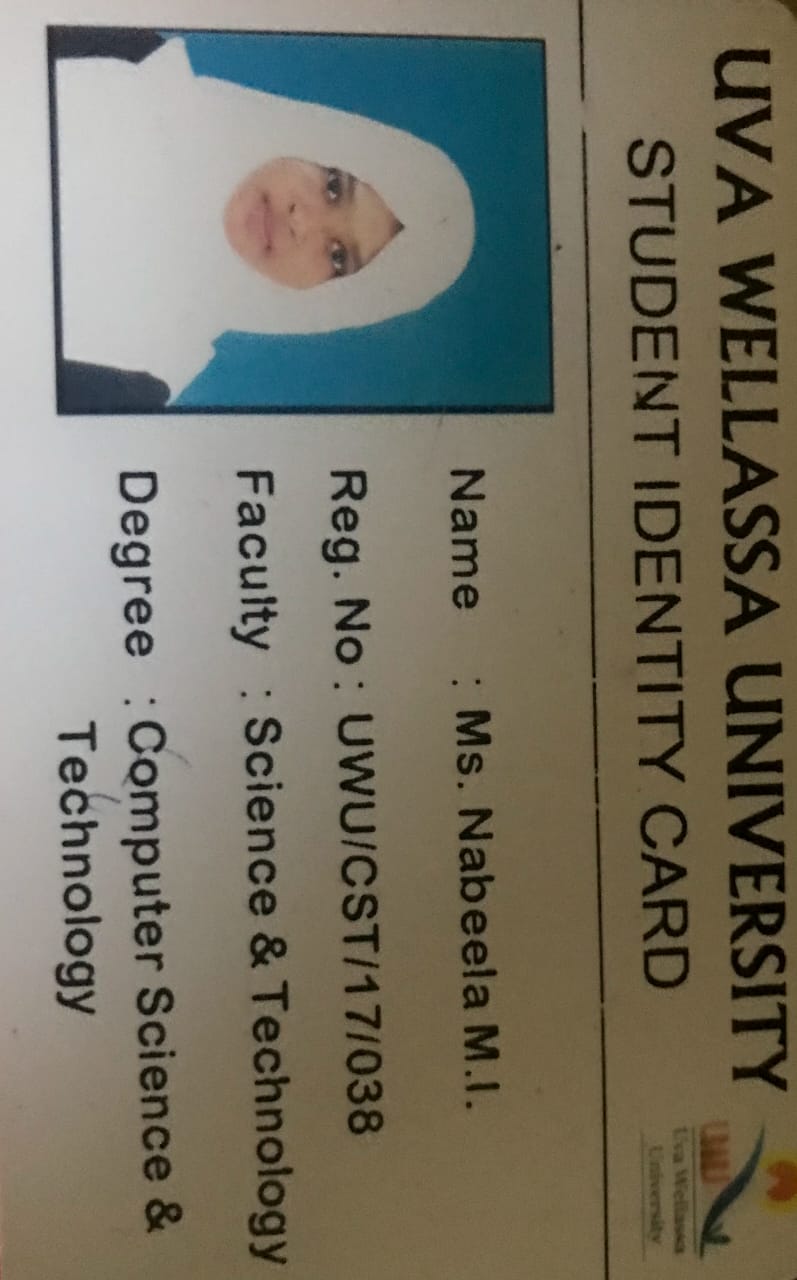 UVA WELLASSA UNIVERSITY
STUDENT IDENTITY CARD
UWU
Uva Wellassa
University
Name : Ms. Nabeela M.I.
Reg. No : UWU/CST/17/038
Faculty : Science & Technology
Degree : Computer Science &
Technology